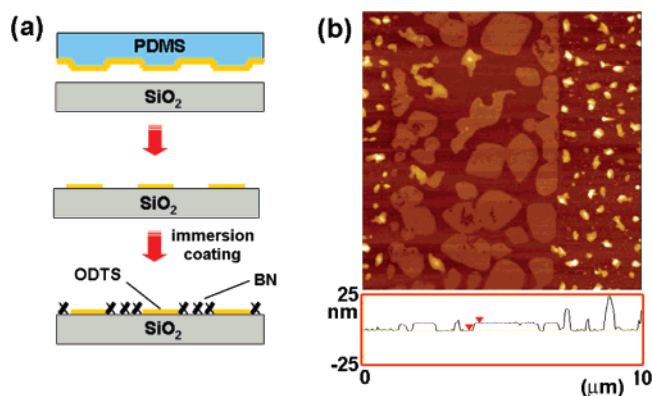 (a)
PDMS
SiO2
SiO2
immersion
coating
ODTS
BN
SiO2
(b)
25
nm
-25
0
(μm)
10